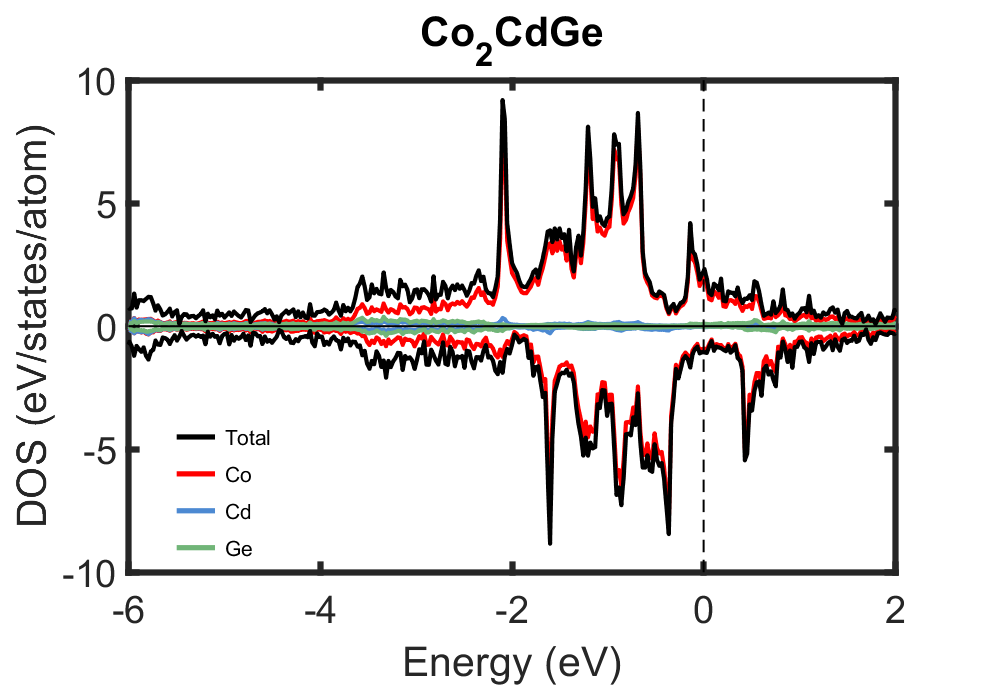 Co₂CdGe
DOS (eV/states/atom)
10
5
0
-5
-10
Total
Co
Cd
Ge
-6 -4 -2 0 2
Energy (eV)